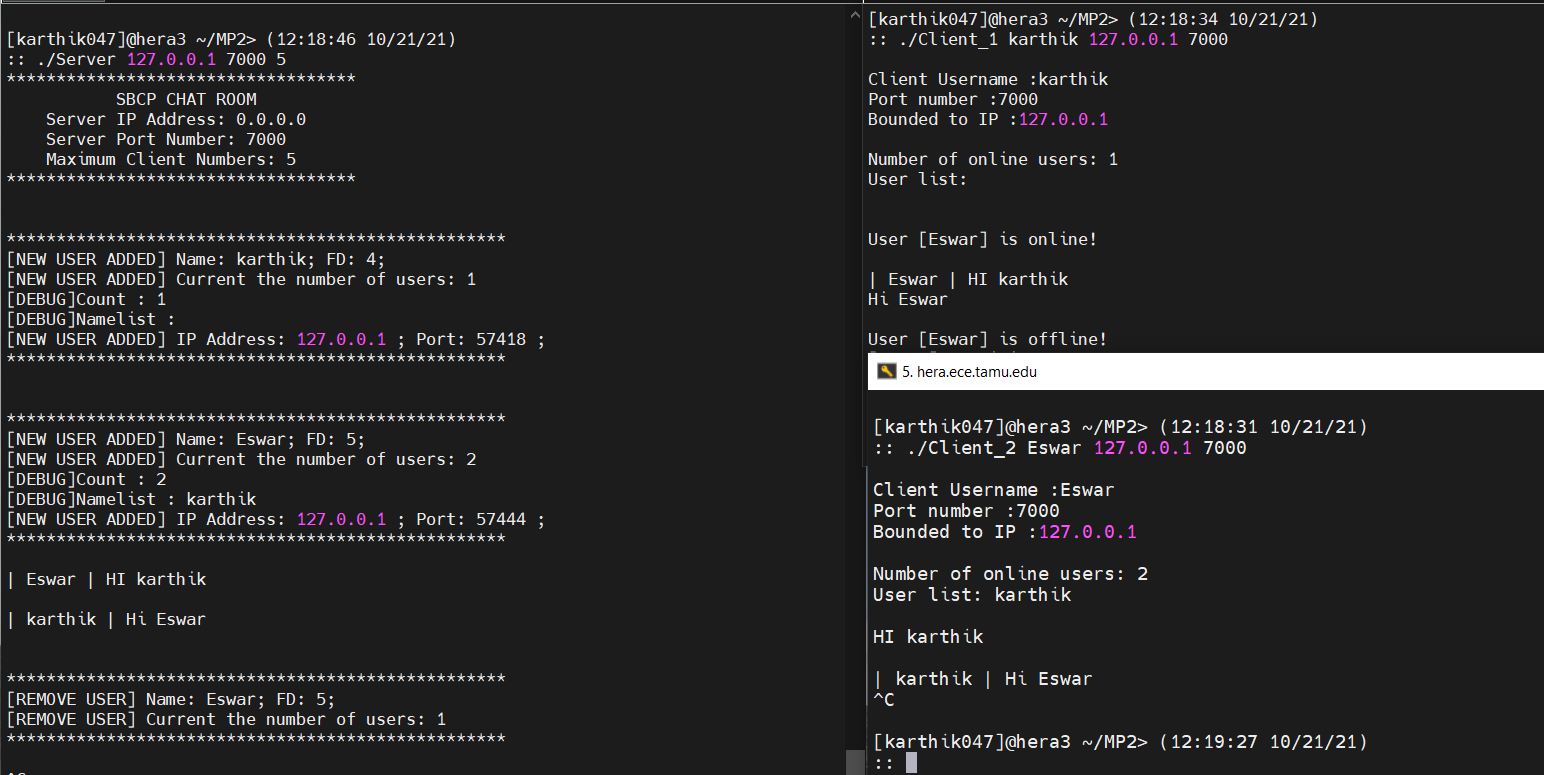 [karthik047]@hera3 ~/MP2> (12:18:46 10/21/21)
:: ./Server 127.0.0.1 7000 5
***********************************
SBCP CHAT ROOM
Server IP Address: 0.0.0.0
Server Port Number: 7000
Maximum Client Numbers: 5
***********************************
**************************************************
[NEW USER ADDED] Name: karthik; FD: 4;
[NEW USER ADDED] Current the number of users: 1
[DEBUG]Count : 1
[DEBUG]Namelist :
[NEW USER ADDED] IP Address: 127.0.0.1 ; Port: 57418 ;
**************************************************
**************************************************
[NEW USER ADDED] Name: Eswar; FD: 5;
[NEW USER ADDED] Current the number of users: 2
[DEBUG]Count : 2
[DEBUG]Namelist : karthik
[NEW USER ADDED] IP Address: 127.0.0.1 ; Port: 57444 ;
**************************************************
| Eswar | HI karthik
| karthik | Hi Eswar
**************************************************
[REMOVE USER] Name: Eswar; FD: 5;
[REMOVE USER] Current the number of users: 1
**************************************************
[karthik047]@hera3 ~/MP2> (12:18:34 10/21/21)
:: ./Client_1 karthik 127.0.0.1 7000
Client Username :karthik
Port number :7000
Bounded to IP :127.0.0.1
Number of online users: 1
User list:
User [Eswar] is online!
| Eswar | HI karthik
Hi Eswar
User [Eswar] is offline!
5. hera.ece.tamu.edu
[karthik047]@hera3 ~/MP2> (12:18:31 10/21/21)
:: ./Client_2 Eswar 127.0.0.1 7000
Client Username :Eswar
Port number :7000
Bounded to IP :127.0.0.1
Number of online users: 2
User list: karthik
HI karthik
| karthik | Hi Eswar
^C
[karthik047]@hera3 ~/MP2> (12:19:27 10/21/21)
::